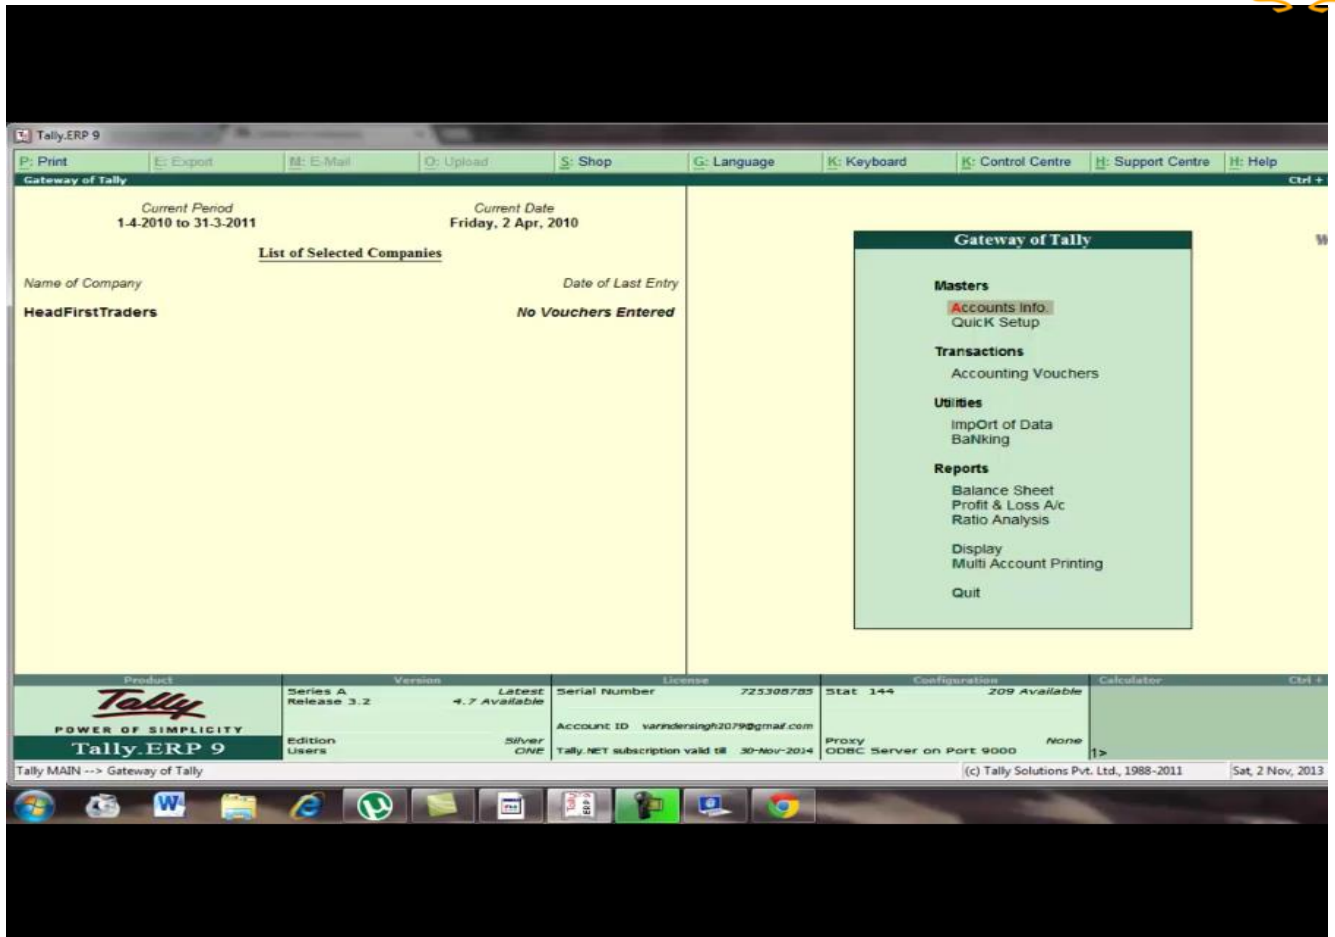 Tally.ERP 9
P: Print E: Export M: E-Mail O: Upload S: Shop G: Language K: Keyboard K: Control Centre H: Support Centre H: Help
Gateway of Tally Ctrl +
Current Period Current Date
1-4-2010 to 31-3-2011 Friday, 2 Apr, 2010
List of Selected Companies
Name of Company Date of Last Entry
HeadFirstTraders No Vouchers Entered
Gateway of Tally
Masters
Accounts Info.
QuicK Setup
Transactions
Accounting Vouchers
Utilities
ImpOrt of Data
BaNking
Reports
Balance Sheet
Profit & Loss A/c
Ratio Analysis
Display
Multi Account Printing
Quit
Product Version License Configuration Calculator Ctrl +
Tally
POWER OF SIMPLICITY
Tally.ERP 9
Series A Latest
Release 3.2 4.7 Available
Edition Silver
Users ONE
Serial Number 725308785
Account ID varindersingh2079@gmail.com
Tally.NET subscription valid till 30-Nov-2014
Stat 144 209 Available
Proxy None
ODBC Server on Port 9000
1>
Tally MAIN --> Gateway of Tally (c) Tally Solutions Pvt. Ltd., 1988-2011 Sat, 2 Nov, 2013